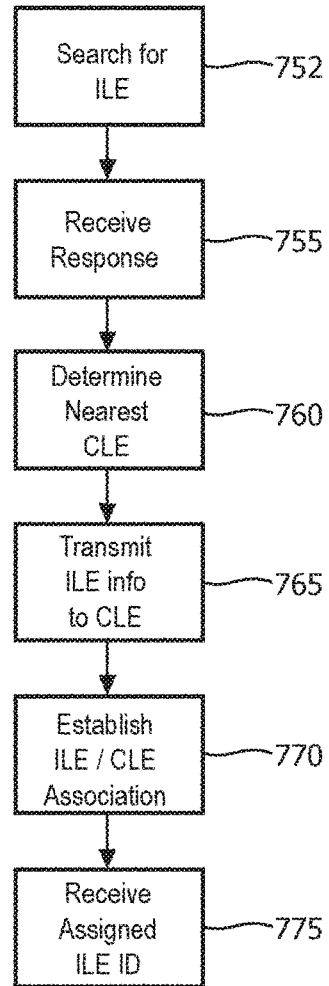 Search for
ILE
752
Receive
Response
755
Determine
Nearest
CLE
760
Transmit
ILE info
to CLE
765
Establish
ILE / CLE
Association
770
Receive
Assigned
ILE ID
775